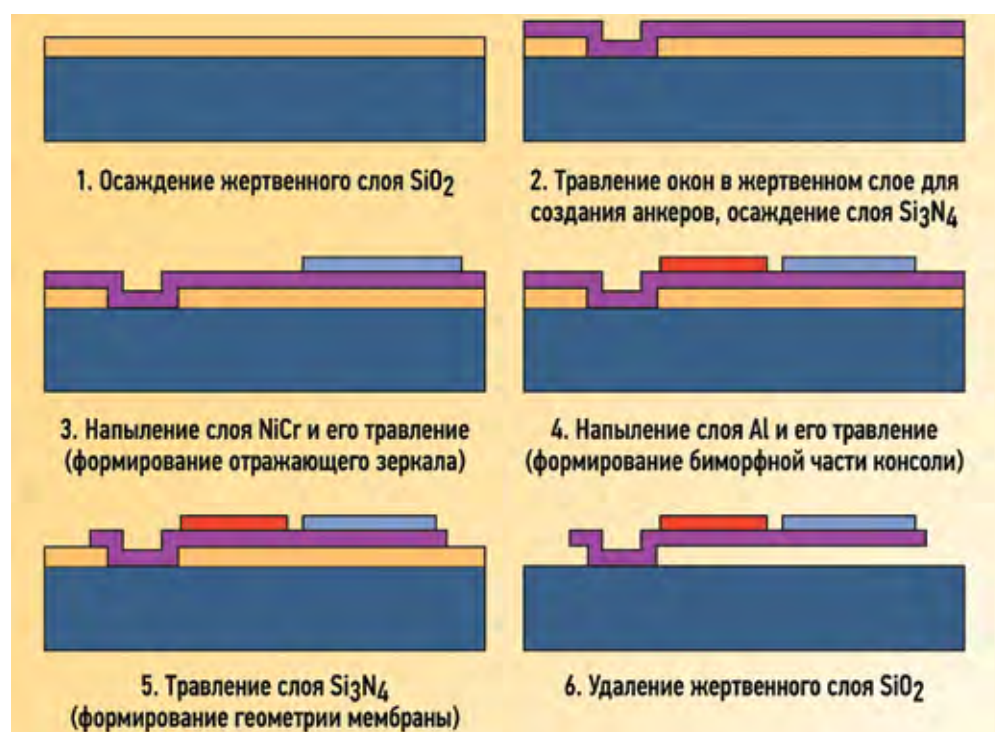 1. Осаждение жертвенного слоя SiO2
2. Травление окон в жертвенном слое для
создания анкеров, осаждение слоя Si3N4
3. Напыление слоя NiCr и его травление
(формирование отражающего зеркала)
4. Напыление слоя Al и его травление
(формирование биморфной части консоли)
5. Травление слоя Si3N4
(формирование геометрии мембраны)
6. Удаление жертвенного слоя SiO2